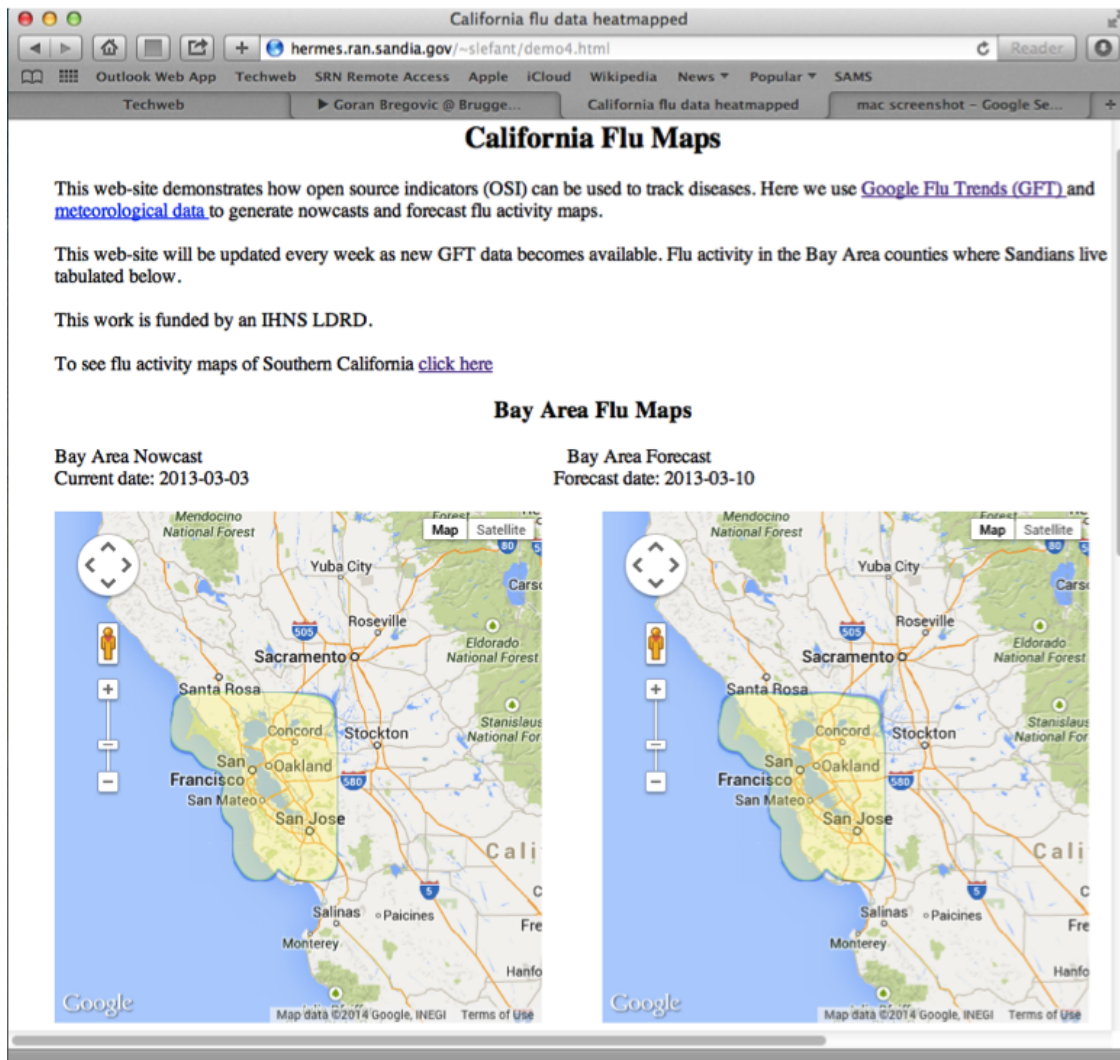 California flu data heatmapped
hermes.ran.sandia.gov/~slefant/demo4.html
Reader
Outlook Web App Techweb SRN Remote Access Apple iCloud Wikipedia News Popular SAMS
Techweb Goran Bregovic @ Brugge... California flu data heatmapped mac screenshot - Google Se...
California Flu Maps
This web-site demonstrates how open source indicators (OSI) can be used to track diseases. Here we use Google Flu Trends (GFT) and
meteorological data to generate nowcasts and forecast flu activity maps.
This web-site will be updated every week as new GFT data becomes available. Flu activity in the Bay Area counties where Sandians live
tabulated below.
This work is funded by an IHNS LDRD.
To see flu activity maps of Southern California click here
Bay Area Flu Maps
Bay Area Nowcast
Current date: 2013-03-03
Bay Area Forecast
Forecast date: 2013-03-10
Mendocino
National Forest
Forest
Map Satellite
80
Yuba City
Cars
505
Roseville
Eldorado
National Forest
Sacramento
Santa Rosa
Stanislaus
National For
Concord
Stockton
San
Francisco
Oakland
580
San Mateo
San Jose
Cali
5
Salinas
Paicines
Fre
Monterey
Hanfo
Google
Map data ©2014 Google, INEGI Terms of Use
Mendocino
National Forest
Forest
Map Satellite
80
Yuba City
Cars
505
Roseville
Eldorado
National Forest
Sacramento
Santa Rosa
Stanislaus
National For
Concord
Stockton
San
Francisco
Oakland
580
San Mateo
San Jose
Cali
5
Salinas
Paicines
Fre
Monterey
Hanfo
Google
Map data ©2014 Google, INEGI Terms of Use